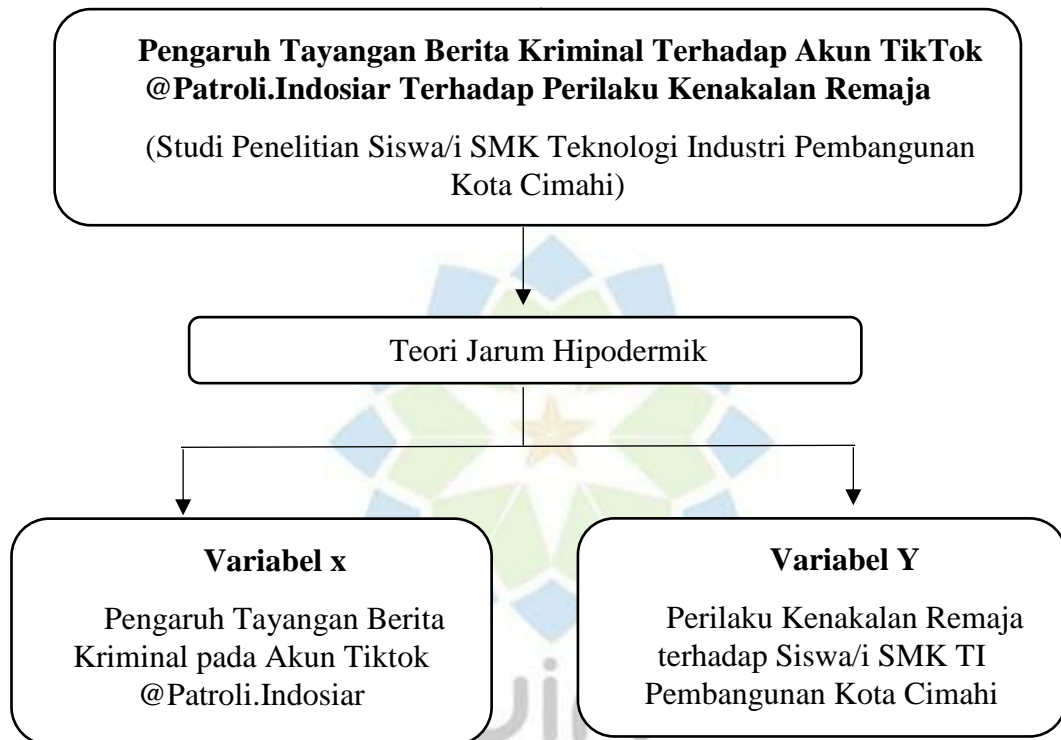 Pengaruh Tayangan Berita Kriminal Terhadap Akun TikTok
@Patroli.Indosiar Terhadap Perilaku Kenakalan Remaja
(Studi Penelitian Siswa/i SMK Teknologi Industri Pembangunan
Kota Cimahi)
Teori Jarum Hipodermik
Variabel x
Pengaruh Tayangan Berita
Kriminal pada Akun Tiktok
@Patroli.Indosiar
Variabel Y
Perilaku Kenakalan Remaja
terhadap Siswa/i SMK TI
Pembangunan Kota Cimahi